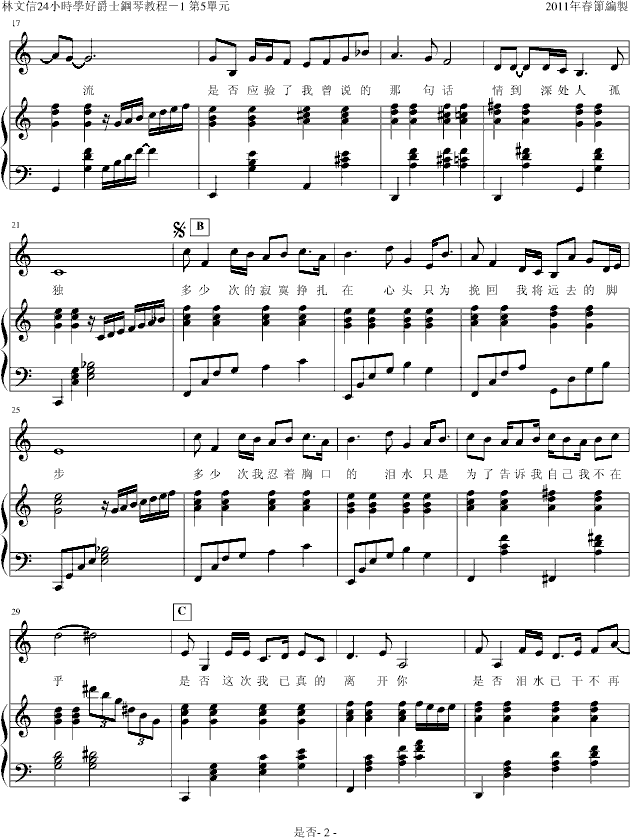 林文信24小時學好爵士鋼琴教程－1 第5單元
2011年春節編製
17
流 是否应验了我曾说的那句话 情到深处人孤
21
B
独 多少次的寂寞挣扎在心头只为挽回我将远去的脚
25
步 多少次我忍着胸口的泪水只是为了告诉我自己我不在
29
C
乎 是否这次我已真的离开你 是否泪水已干不再
3 3
是否- 2 -